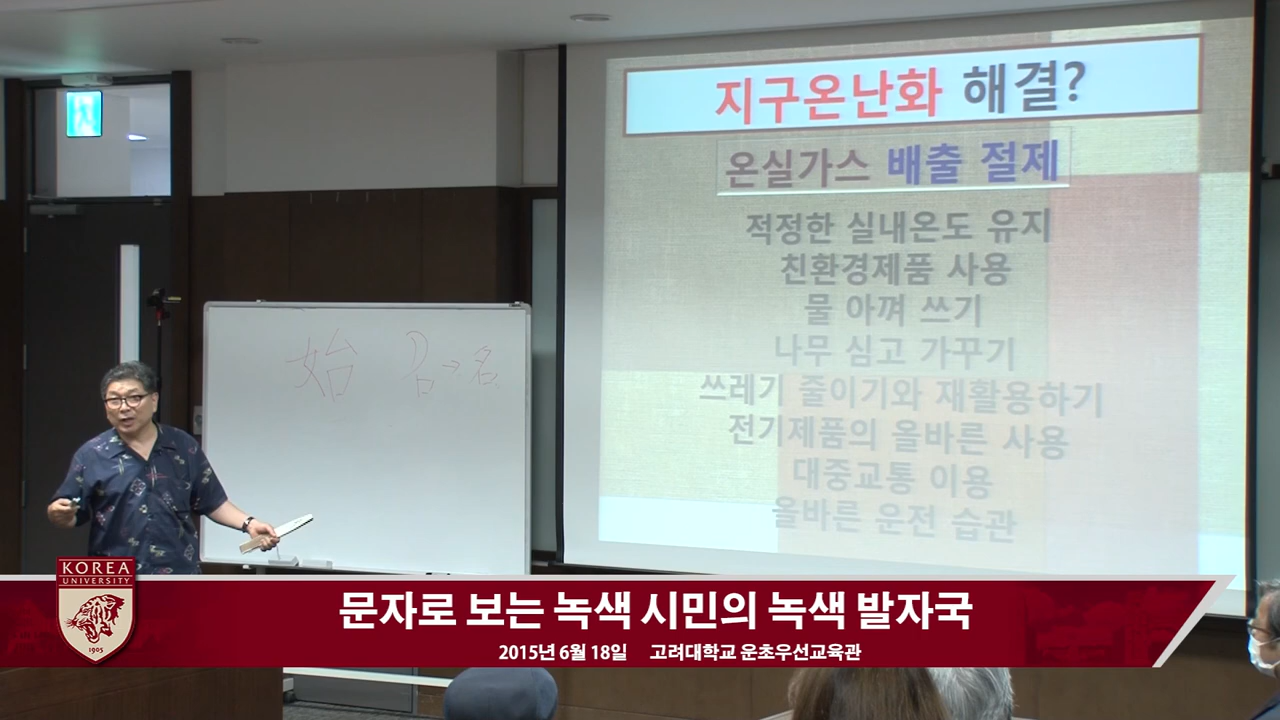 지구온난화 해결?
온실가스 배출 절제
적정한 실내온도 유지
친환경제품 사용
물 아껴 쓰기
나무 심고 가꾸기
쓰레기 줄이기와 재활용하기
전기제품의 올바른 사용
대중교통 이용
올바른 운전 습관
始 → 名
KOREA
UNIVERSITY
1905
문자로 보는 녹색 시민의 녹색 발자국
2015년 6월 18일 고려대학교 운초우선교육관